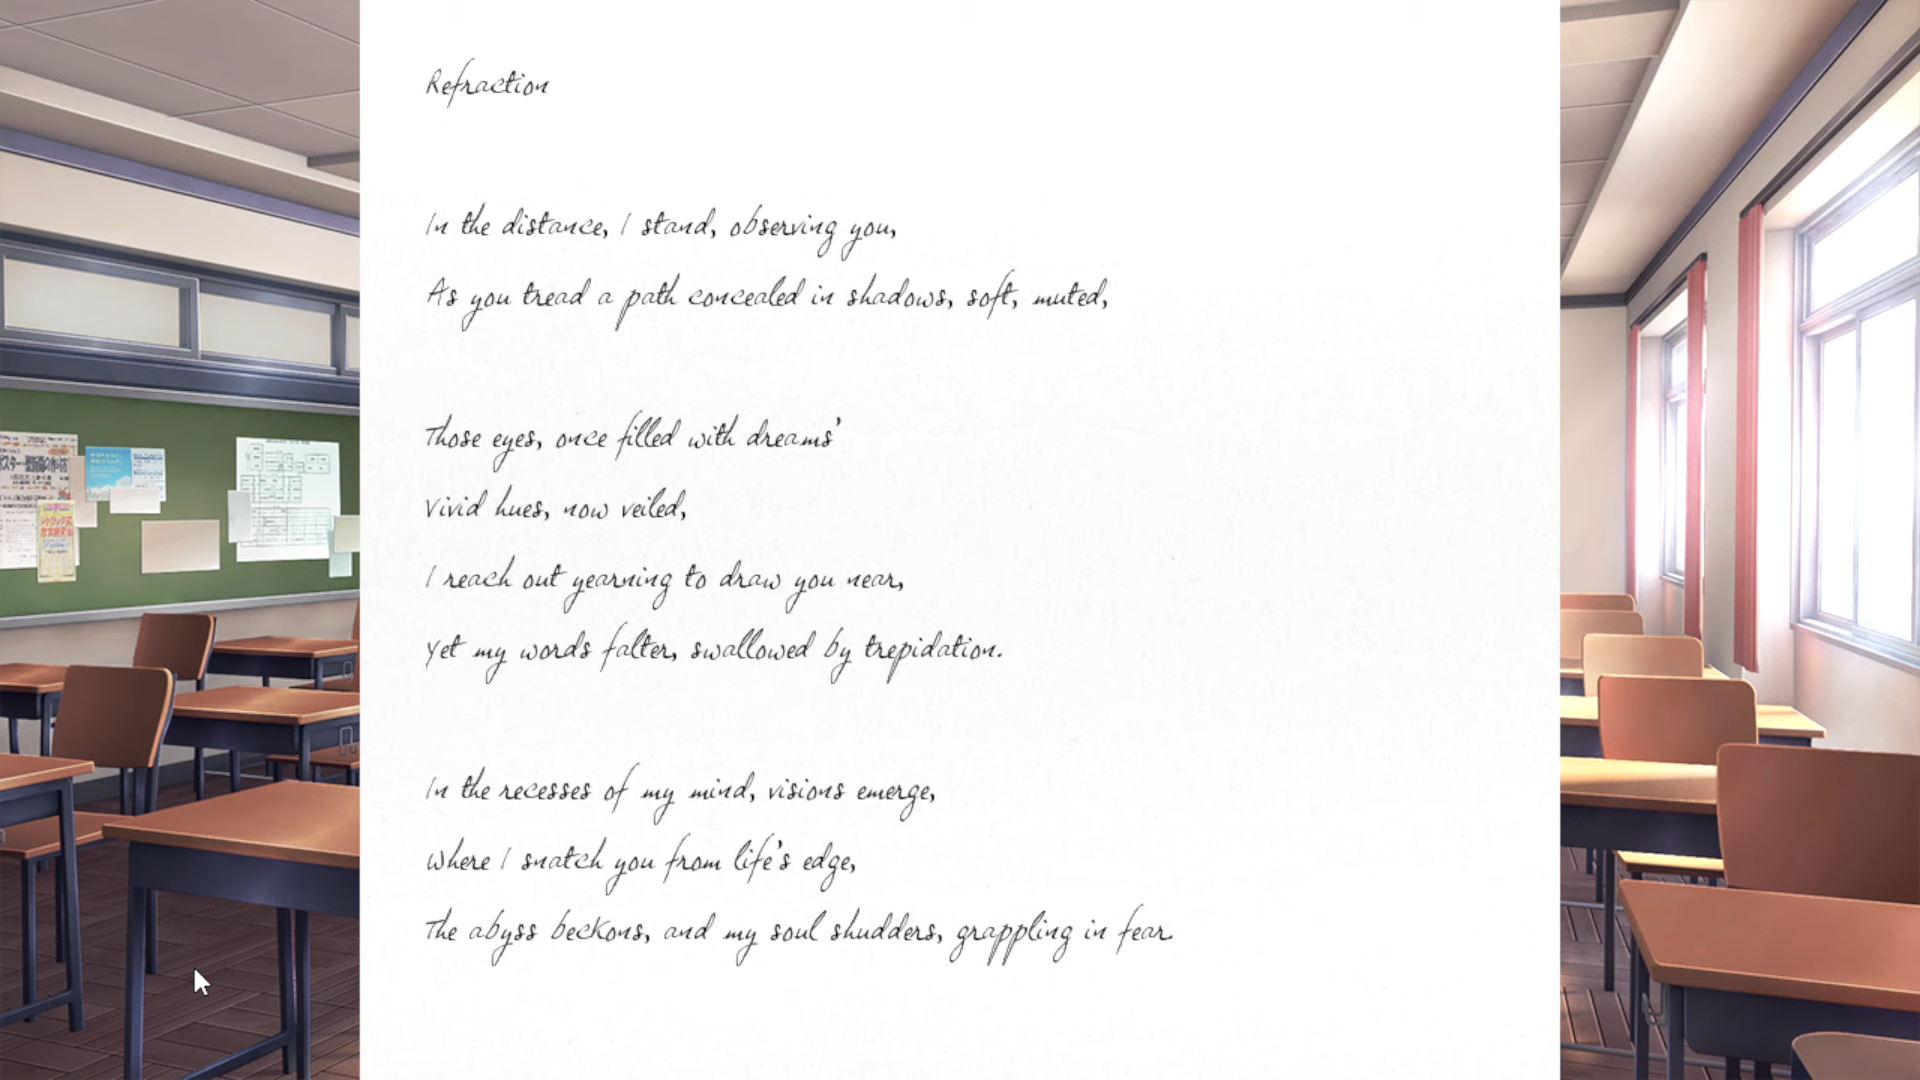 Refraction
In the distance, I stand, observing you,
As you tread a path concealed in shadows, soft, muted,
Those eyes, once filled with dreams'
Vivid hues, now veiled,
I reach out yearning to draw you near,
Yet my words falter, swallowed by trepidation.
In the recesses of my mind, visions emerge,
Where I snatch you from life's edge,
The abyss beckons, and my soul shudders, grappling in fear.